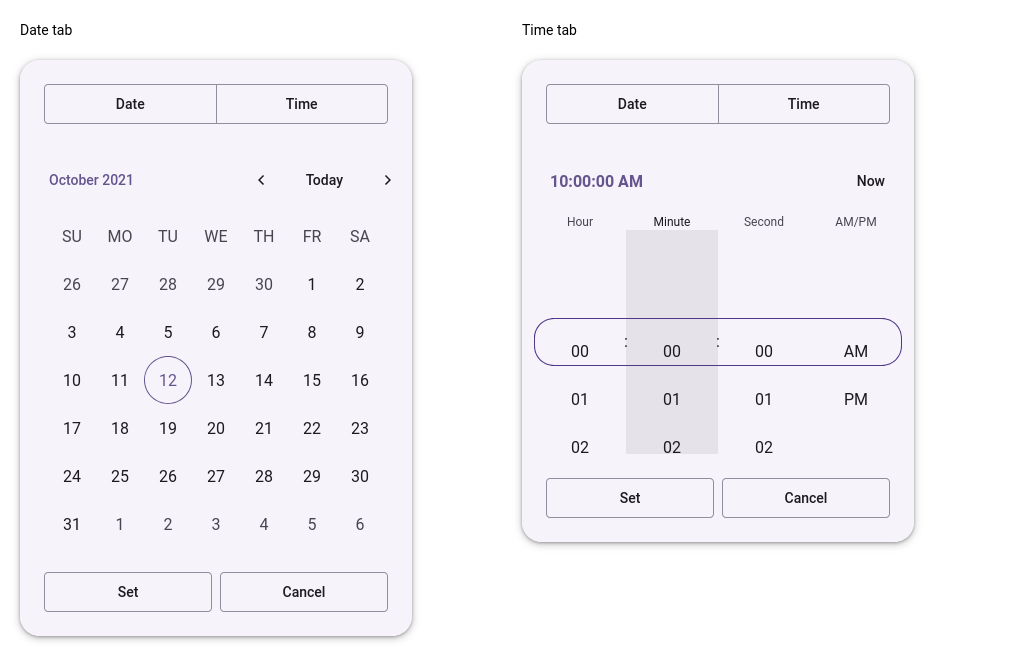 Date tab
Date Time
October 2021 Today
SU MO TU WE TH FR SA
26 27 28 29 30 1 2
3 4 5 6 7 8 9
10 11 12 13 14 15 16
17 18 19 20 21 22 23
24 25 26 27 28 29 30
31 1 2 3 4 5 6
Set Cancel
Time tab
Date Time
10:00:00 AM Now
Hour Minute Second AM/PM
00 : 00 : 00 AM
01 01 01 PM
02 02 02
Set Cancel